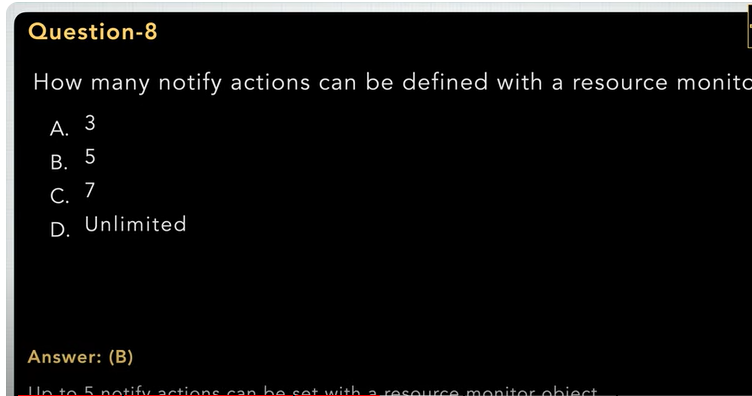 Question-8
How many notify actions can be defined with a resource
A. 3
B. 5
C. 7
D. Unlimited
Answer: (B)
Up to 5 notify actions can be set with a resource monitor object